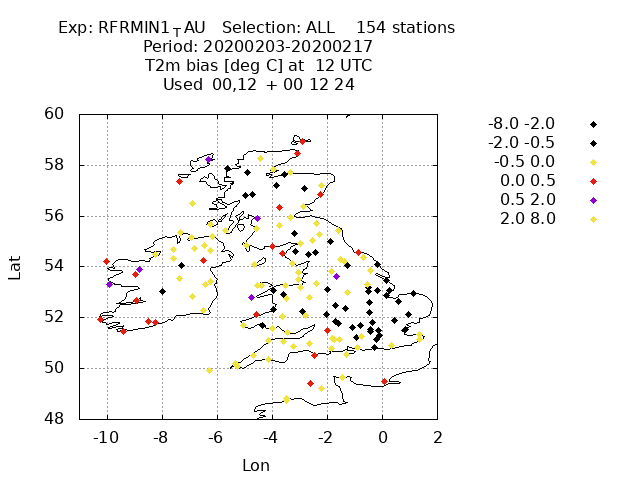 Exp: RFRMIN1TAU Selection: ALL 154 stations
Period: 20200203-20200217
T2m bias [deg C] at 12 UTC
Used 00,12 + 00 12 24
60
58
56
54
52
50
48
-10 -8 -6 -4 -2 0 2
Lat
Lon
-8.0 -2.0
-2.0 -0.5
-0.5 0.0
0.0 0.5
0.5 2.0
2.0 8.0